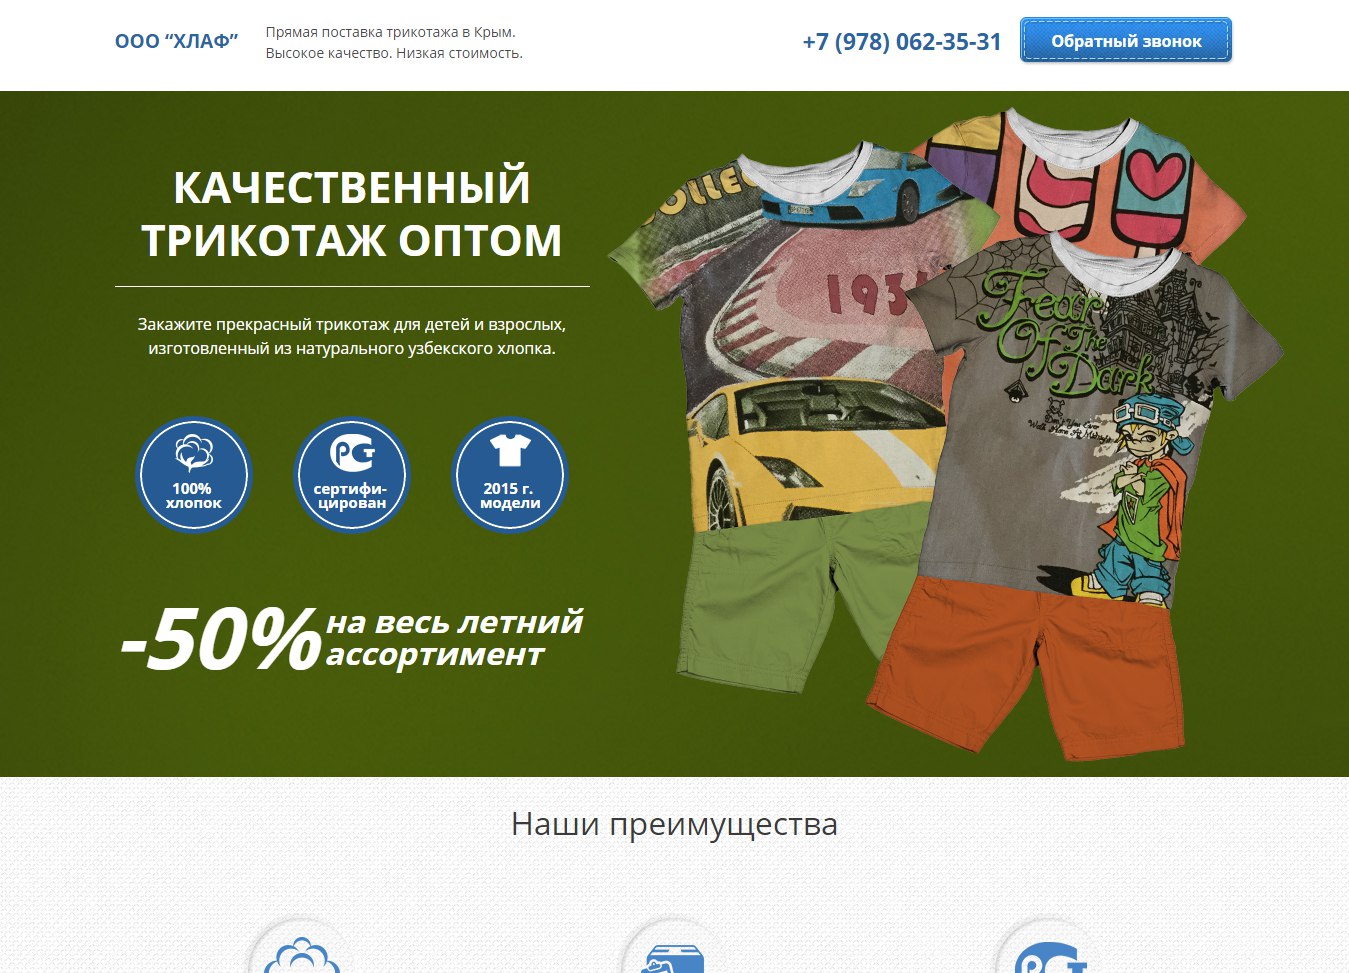 ООО “ХЛАФ”
Прямая поставка трикотажа в Крым.
Высокое качество. Низкая стоимость.
+7 (978) 062-35-31
Обратный звонок
КАЧЕСТВЕННЫЙ
ТРИКОТАЖ ОПТОМ
Закажите прекрасный трикотаж для детей и взрослых,
изготовленный из натурального узбекского хлопка.
100%
хлопок
сертифи-
цирован
2015 г.
модели
-50%
на весь летний
ассортимент
193
Fear
Of The
Dark
Наши преимущества